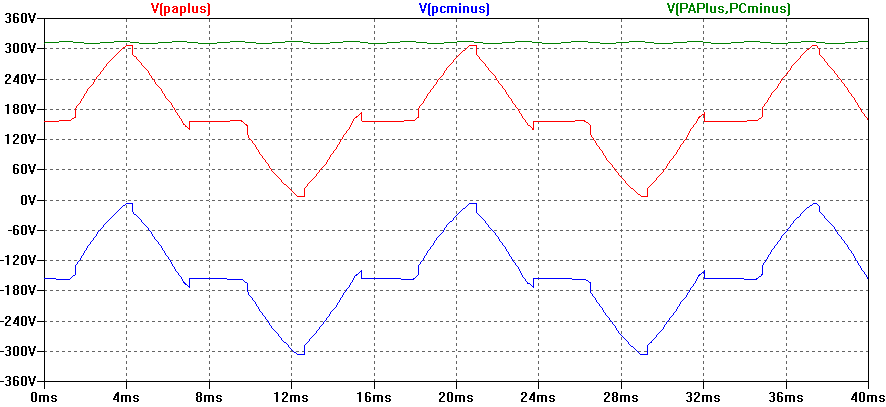 V(paplus) V(pcminus) V(PAPlus,PCminus)
360V
300V
240V
180V
120V
60V
0V
-60V
-120V
-180V
-240V
-300V
-360V
0ms 4ms 8ms 12ms 16ms 20ms 24ms 28ms 32ms 36ms 40ms